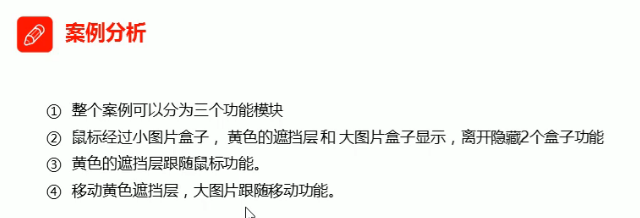 案例分析
① 整个案例可以分为三个功能模块
② 鼠标经过小图片盒子，黄色的遮挡层 和 大图片盒子显示，离开隐藏2个盒子功能
③ 黄色的遮挡层跟随鼠标功能。
④ 移动黄色遮挡层，大图片跟随移动功能。